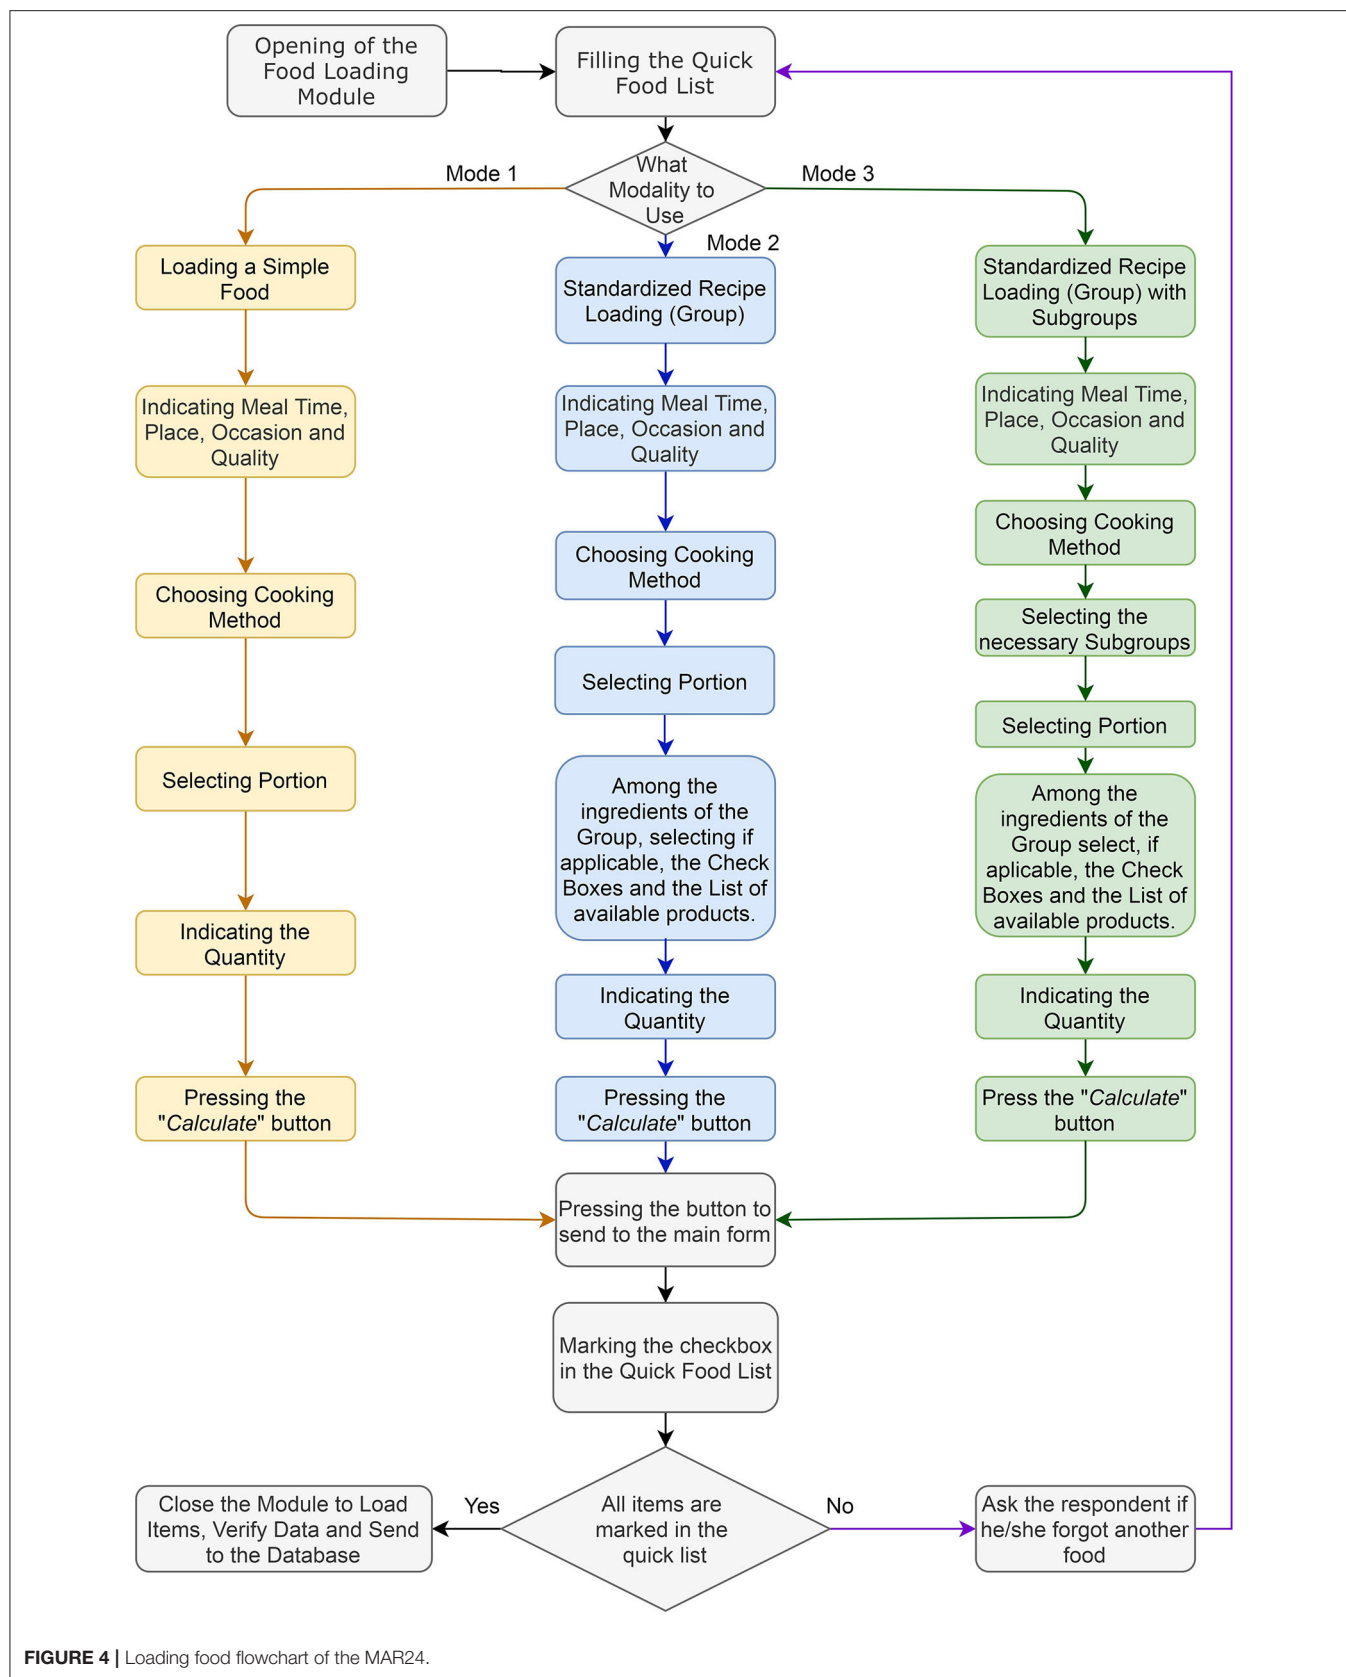 Opening of the
Food Loading
Module
Filling the Quick
Food List
What
Modality to
Use
Mode 1
Mode 2
Mode 3
Loading a Simple
Food
Indicating Meal Time,
Place, Occasion and
Quality
Choosing Cooking
Method
Selecting Portion
Indicating the
Quantity
Pressing the
"Calculate" button
Standardized Recipe
Loading (Group)
Indicating Meal Time,
Place, Occasion and
Quality
Choosing Cooking
Method
Selecting Portion
Among the
ingredients of the
Group, selecting if
applicable, the Check
Boxes and the List of
available products.
Indicating the
Quantity
Pressing the
"Calculate" button
Standardized Recipe
Loading (Group) with
Subgroups
Indicating Meal Time,
Place, Occasion and
Quality
Choosing Cooking
Method
Selecting the
necessary Subgroups
Selecting Portion
Among the
ingredients of the
Group select, if
aplicable, the Check
Boxes and the List of
available products.
Indicating the
Quantity
Press the "Calculate"
button
Pressing the button to
send to the main form
Marking the checkbox
in the Quick Food List
All items are
marked in the
quick list
Yes
Close the Module to Load
Items, Verify Data and Send
to the Database
No
Ask the respondent if
he/she forgot another
food
FIGURE 4 | Loading food flowchart of the MAR24.